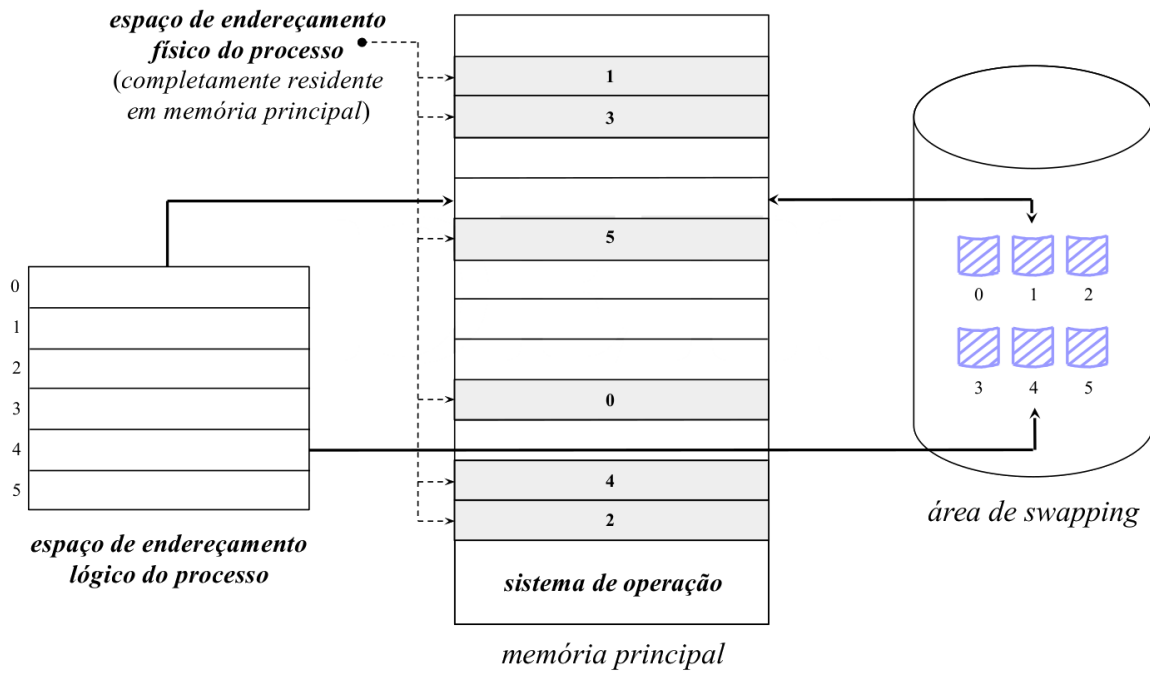 espaço de endereçamento
físico do processo
(completamente residente
em memória principal)
1
3
5
0
4
2
sistema de operação
memória principal
0
1
2
3
4
5
espaço de endereçamento
lógico do processo
0 1 2
3 4 5
área de swapping